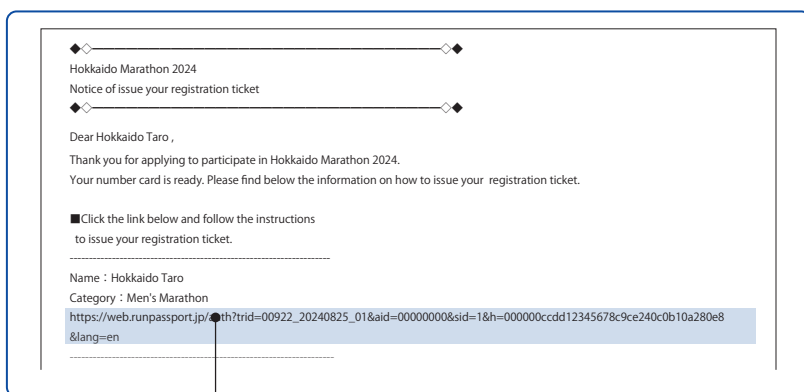 ◆◇――――――――――――――――――――――――――――――――◇◆
Hokkaido Marathon 2024
Notice of issue your registration ticket
◆◇――――――――――――――――――――――――――――――――◇◆
Dear Hokkaido Taro ,
Thank you for applying to participate in Hokkaido Marathon 2024.
Your number card is ready. Please find below the information on how to issue your registration ticket.
■Click the link below and follow the instructions
to issue your registration ticket.
--------------------------------------------------------------------
Name：Hokkaido Taro
Category：Men's Marathon
https://web.runpassport.jp/auth?trid=00922_20240825_01&aid=00000000&sid=1&h=000000ccdd12345678c9ce240c0b10a280e8
&lang=en
--------------------------------------------------------------------